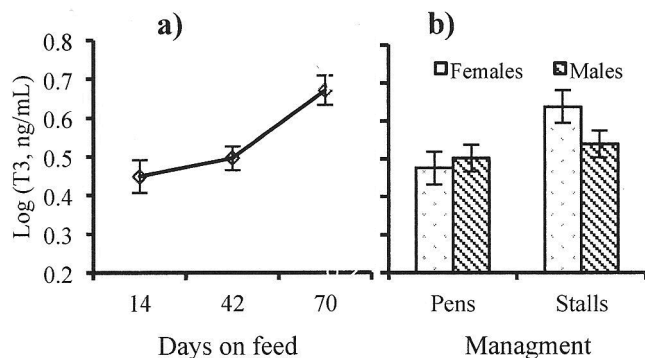 a)
b)
Log (T3, ng/mL)
0.8
0.7
0.6
0.5
0.4
0.3
0.2
14 42 70
Days on feed
Females Males
Pens Stalls
Managment